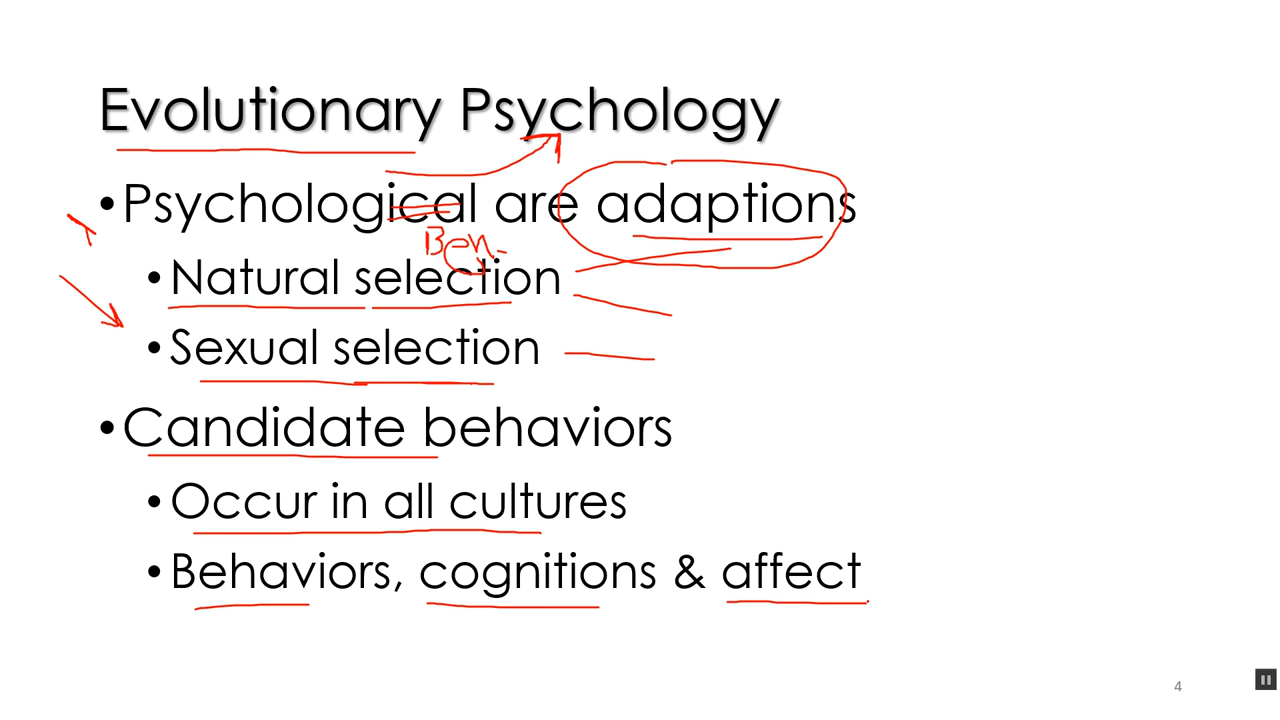 Evolutionary Psychology
•Psychological are adaptions
Beh.
•Natural selection
•Sexual selection
•Candidate behaviors
•Occur in all cultures
•Behaviors, cognitions & affect
4